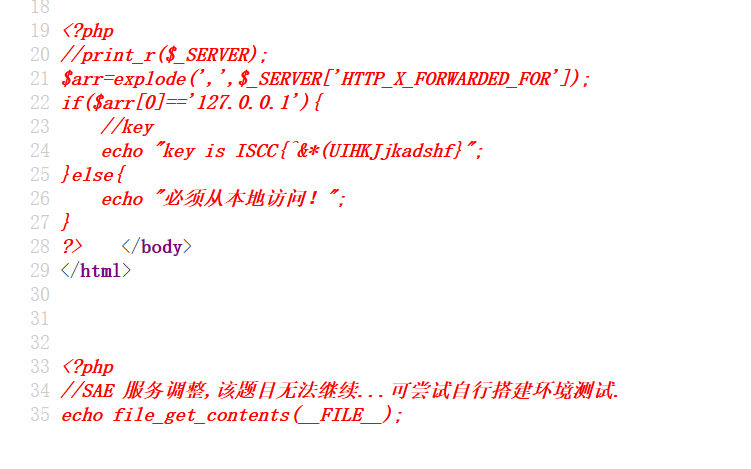 18
19 <?php
20 //print_r($_SERVER);
21 $arr=explode(',',$_SERVER['HTTP_X_FORWARDED_FOR']);
22 if($arr[0]=='127.0.0.1'){
23     //key
24     echo "key is ISCC{^&*(UIHKJjkadshf}";
25 }else{
26     echo "必须从本地访问！";
27 }
28 ?>    </body>
29 </html>
30
31
32
33 <?php
34 //SAE 服务调整,该题目无法继续...可尝试自行搭建环境测试.
35 echo file_get_contents(__FILE__);